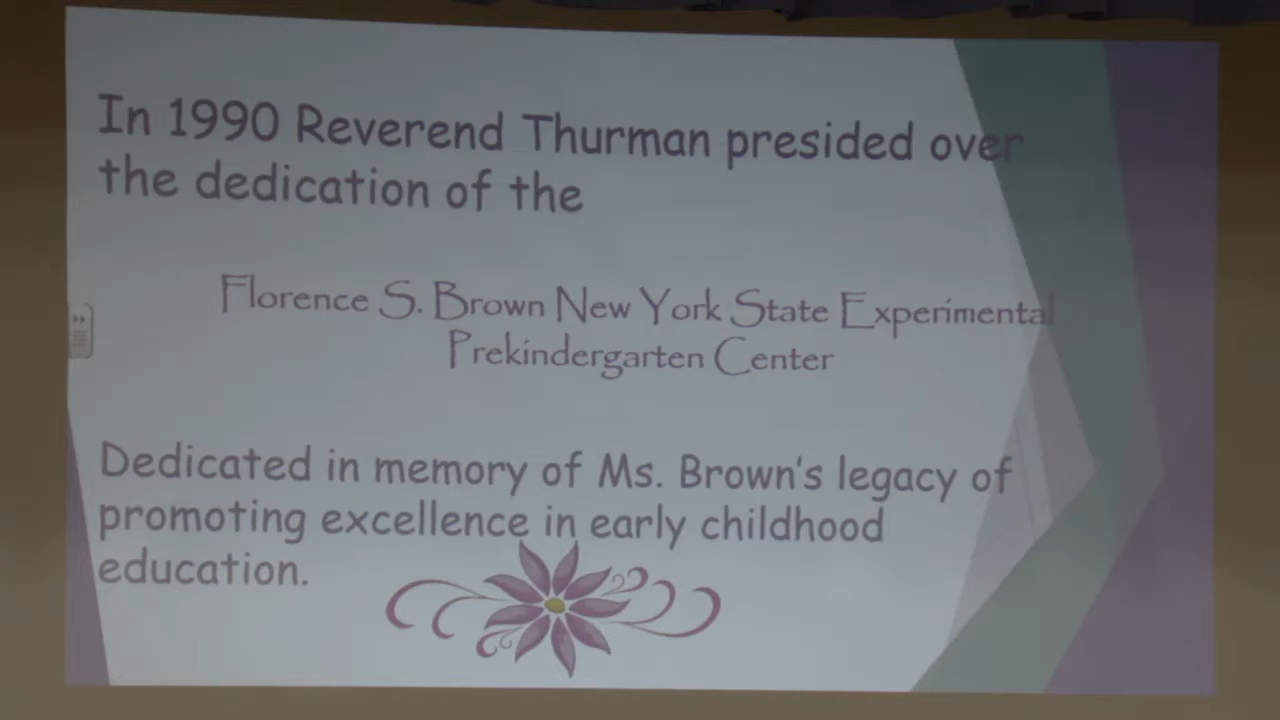 In 1990 Reverend Thurman presided over
the dedication of the
Florence S. Brown New York State Experimental
Prekindergarten Center
Dedicated in memory of Ms. Brown's legacy of
promoting excellence in early childhood
education.